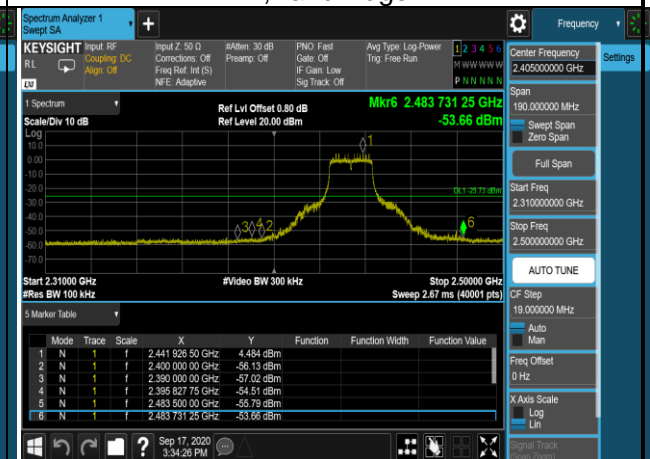 Spectrum Analyzer 1
Swept SA
+
Frequency
Settings
KEYSIGHT
RL
LXI
Input: RF
Coupling: DC
Align: Off
Input Z: 50 Ω
Corrections: Off
Freq Ref: Int (S)
NFE: Adaptive
#Atten: 30 dB
Preamp: Off
PNO: Fast
Gate: Off
IF Gain: Low
Sig Track: Off
Avg Type: Log-Power
Trig: Free Run
1 2 3 4 5 6
M W W W W W
P N N N N N
1 Spectrum
Scale/Div 10 dB
Log
Ref Lvl Offset 0.80 dB
Ref Level 20.00 dBm
Mkr6 2.483 731 25 GHz
-53.66 dBm
10.0
0.00
-10.0
-20.0
-30.0
-40.0
-50.0
-60.0
-70.0
1
DL1 -25.73 dBm
3 4 2
6
Start 2.31000 GHz
#Res BW 100 kHz
#Video BW 300 kHz
Stop 2.50000 GHz
Sweep 2.67 ms (40001 pts)
5 Marker Table
Mode Trace Scale X Y Function Function Width Function Value
1 N 1 f 2.441 926 50 GHz 4.484 dBm
2 N 1 f 2.400 000 00 GHz -56.13 dBm
3 N 1 f 2.390 000 00 GHz -57.02 dBm
4 N 1 f 2.395 827 75 GHz -54.51 dBm
5 N 1 f 2.483 500 00 GHz -55.79 dBm
6 N 1 f 2.483 731 25 GHz -53.66 dBm
Center Frequency
2.405000000 GHz
Span
190.000000 MHz
Swept Span
Zero Span
Full Span
Start Freq
2.310000000 GHz
Stop Freq
2.500000000 GHz
AUTO TUNE
CF Step
19.000000 MHz
Auto
Man
Freq Offset
0 Hz
X Axis Scale
Log
Lin
Signal Track
(Span Zoom)
?
Sep 17, 2020
3:34:26 PM